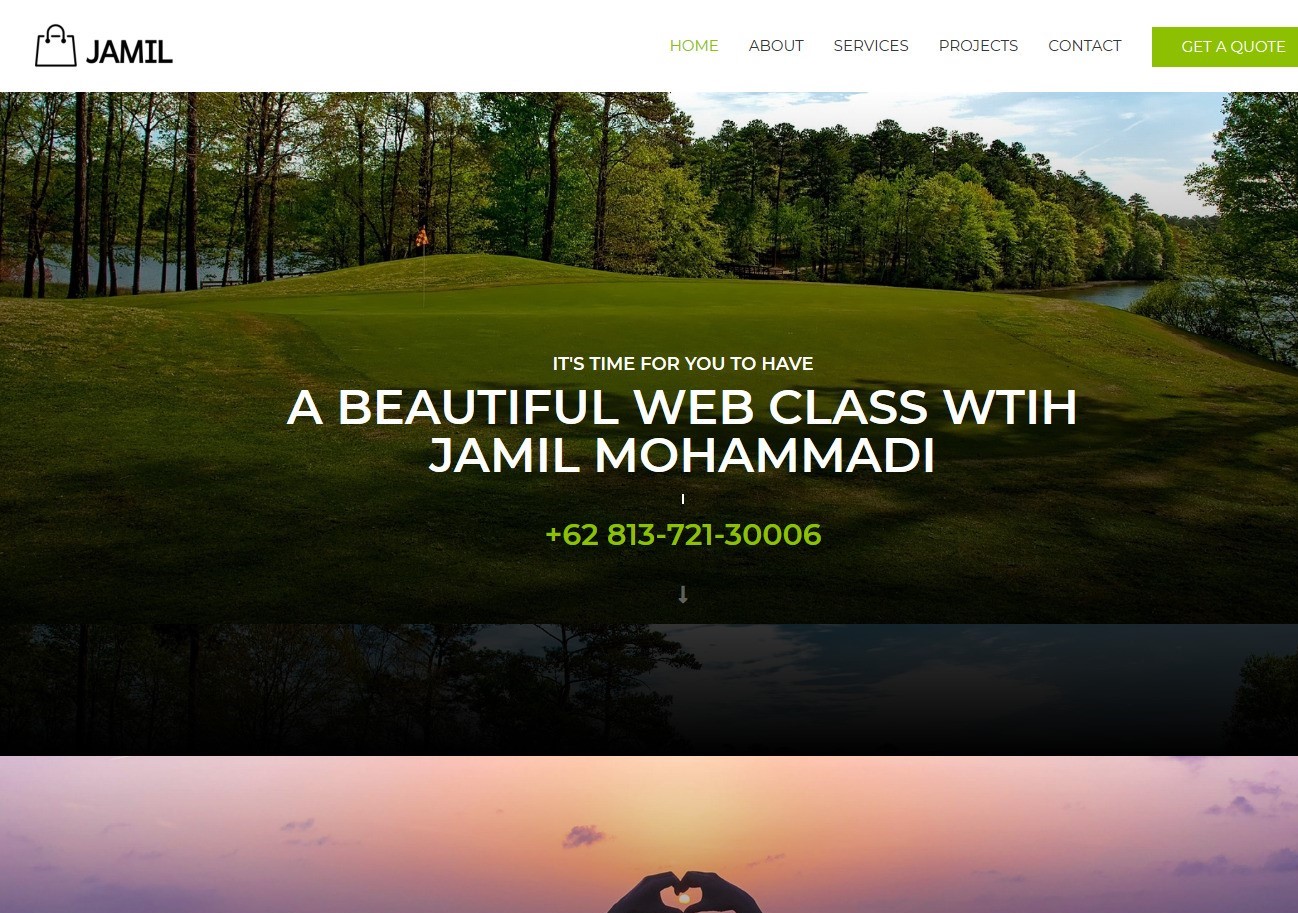 JAMIL
HOME ABOUT SERVICES PROJECTS CONTACT GET A QUOTE
IT'S TIME FOR YOU TO HAVE
A BEAUTIFUL WEB CLASS WTIH
JAMIL MOHAMMADI
+62 813-721-30006